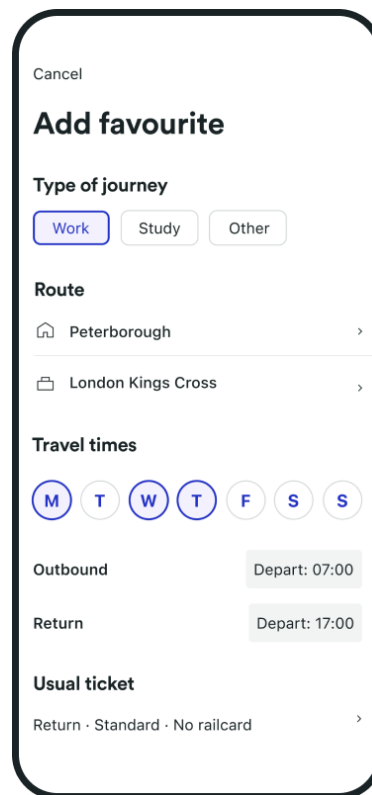 Cancel
Add favourite
Type of journey
Work Study Other
Route
Peterborough
London Kings Cross
Travel times
M T W T F S S
Outbound Depart: 07:00
Return Depart: 17:00
Usual ticket
Return · Standard · No railcard